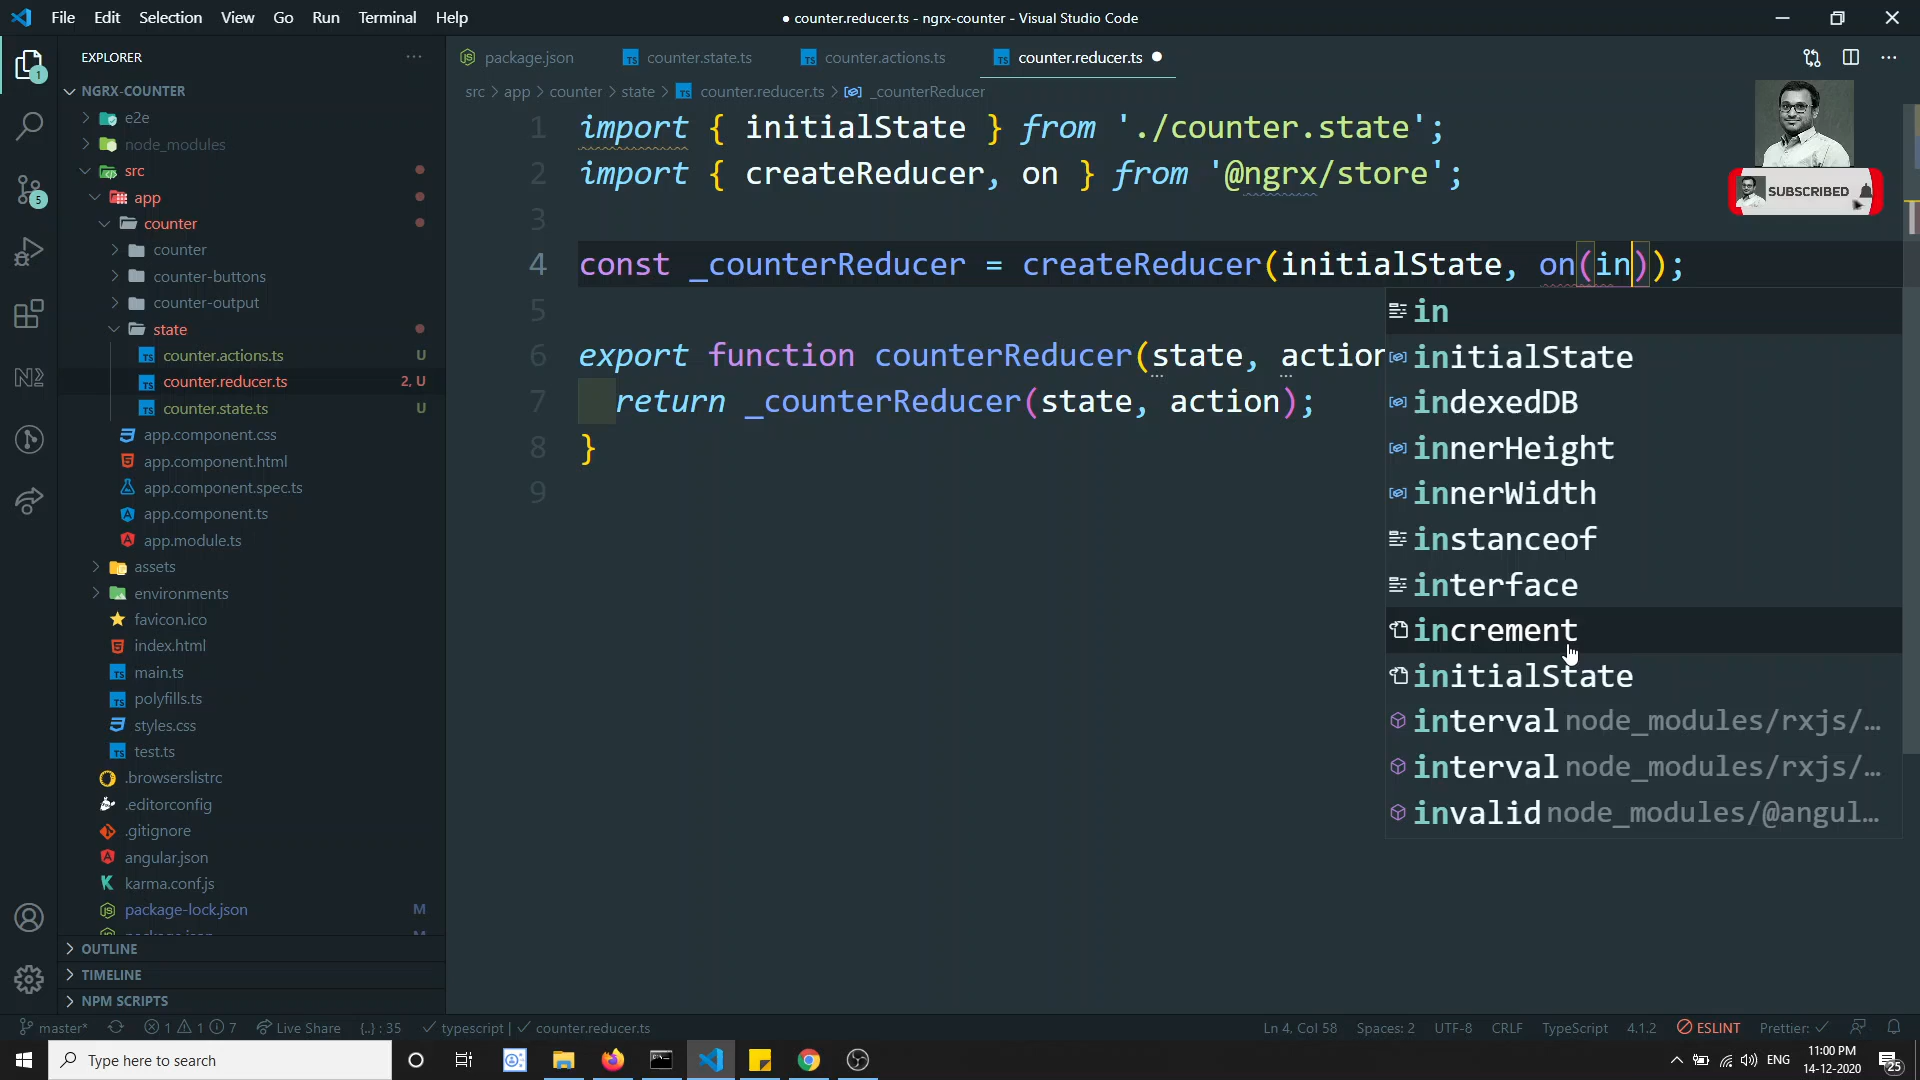 File Edit Selection View Go Run Terminal Help
● counter.reducer.ts - ngrx-counter - Visual Studio Code
EXPLORER
package.json
counter.state.ts
counter.actions.ts
counter.reducer.ts
src > app > counter > state > counter.reducer.ts > _counterReducer
NGRX-COUNTER
e2e
node_modules
src
app
counter
counter
counter-buttons
counter-output
state
counter.actions.ts U
counter.reducer.ts 2, U
counter.state.ts U
app.component.css
app.component.html
app.component.spec.ts
app.component.ts
app.module.ts
assets
environments
favicon.ico
index.html
main.ts
polyfills.ts
styles.css
test.ts
.browserslistrc
.editorconfig
.gitignore
angular.json
karma.conf.js
package-lock.json M
OUTLINE
TIMELINE
NPM SCRIPTS
1
5
1 import { initialState } from './counter.state';
2 import { createReducer, on } from '@ngrx/store';
3
4 const _counterReducer = createReducer(initialState, on(in));
5
6 export function counterReducer(state, action
7 return _counterReducer(state, action);
8 }
9
in
initialState
indexedDB
innerHeight
innerWidth
instanceof
interface
increment
initialState
interval node_modules/rxjs/…
interval node_modules/rxjs/…
invalid node_modules/@angul…
SUBSCRIBED
master* 1 1 7 Live Share {..} : 35 typescript | counter.reducer.ts
Ln 4, Col 58 Spaces: 2 UTF-8 CRLF TypeScript 4.1.2 ESLINT Prettier: ✓
Type here to search
ENG
11:00 PM
14-12-2020
25